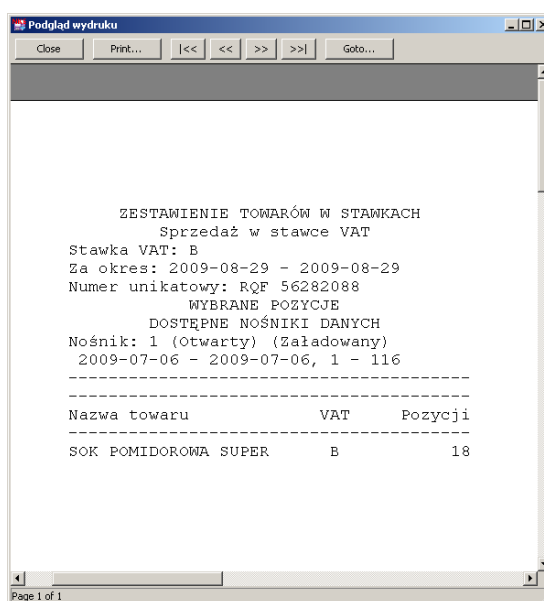 Podgląd wydruku
Close Print... |<< << >> >>| Goto...
ZESTAWIENIE TOWARÓW W STAWKACH
Sprzedaż w stawce VAT
Stawka VAT: B
Za okres: 2009-08-29 - 2009-08-29
Numer unikatowy: RQF 56282088
WYBRANE POZYCJE
DOSTĘPNE NOŚNIKI DANYCH
Nośnik: 1 (Otwarty) (Załadowany)
2009-07-06 - 2009-07-06, 1 - 116
----------------------------------------
----------------------------------------
Nazwa towaru VAT Pozycji
----------------------------------------
SOK POMIDOROWA SUPER B 18
Page 1 of 1